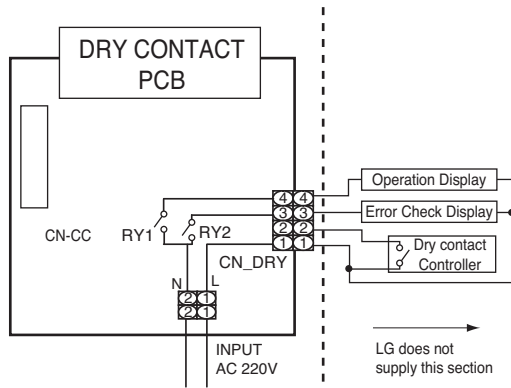 DRY CONTACT
PCB
CN-CC
RY1
RY2
4 4
3 3
2 2
1 1
CN_DRY
N L
2 1
2 1
INPUT
AC 220V
Operation Display
Error Check Display
Dry contact
Controller
LG does not
supply this section